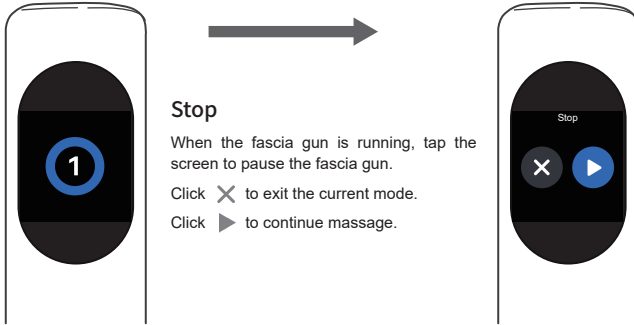 1
Stop
When the fascia gun is running, tap the
screen to pause the fascia gun.
Click to exit the current mode.
Click to continue massage.
Stop